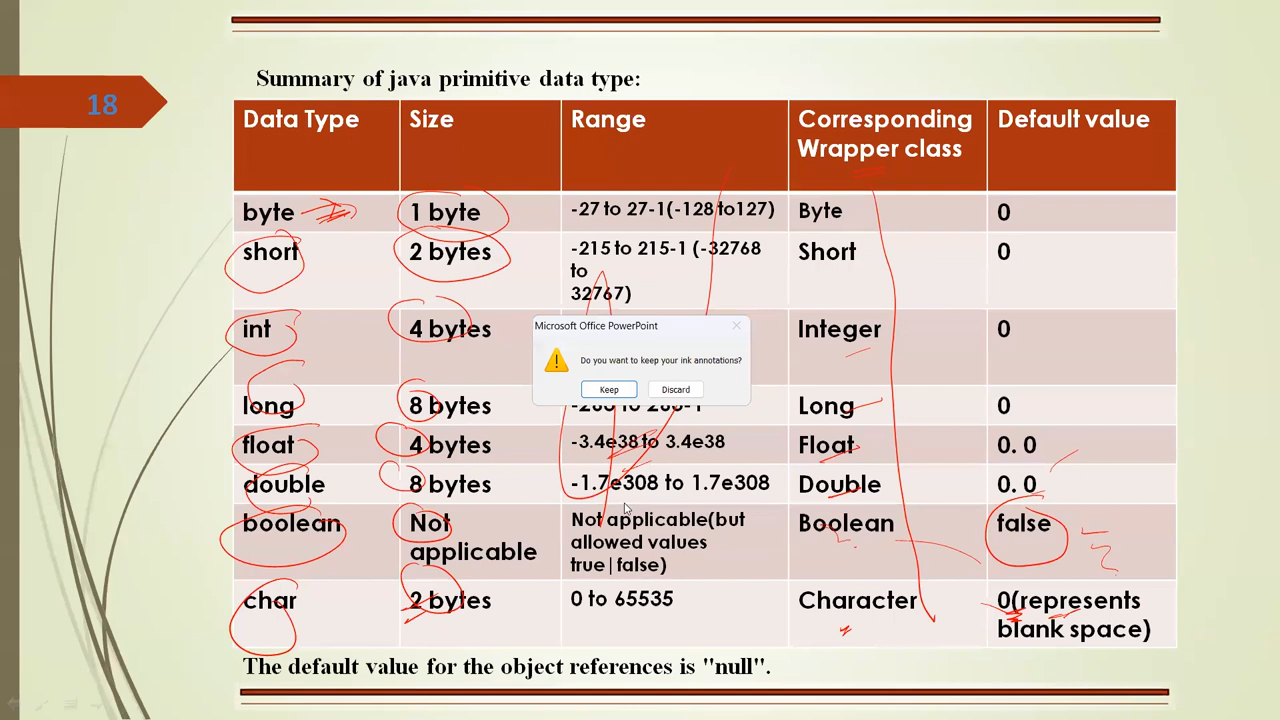 18
Summary of java primitive data type:
Data Type Size Range Corresponding Default value
Wrapper class
byte 1 byte -27 to 27-1(-128 to127) Byte 0
short 2 bytes -215 to 215-1 (-32768 Short 0
to
32767)
int 4 bytes Integer 0
long 8 bytes Long 0
float 4 bytes -3.4e38 to 3.4e38 Float 0. 0
double 8 bytes -1.7e308 to 1.7e308 Double 0. 0
boolean Not Not applicable(but Boolean false
applicable allowed values
true|false)
char 2 bytes 0 to 65535 Character 0(represents
blank space)
The default value for the object references is "null".
Microsoft Office PowerPoint
Do you want to keep your ink annotations?
Keep Discard